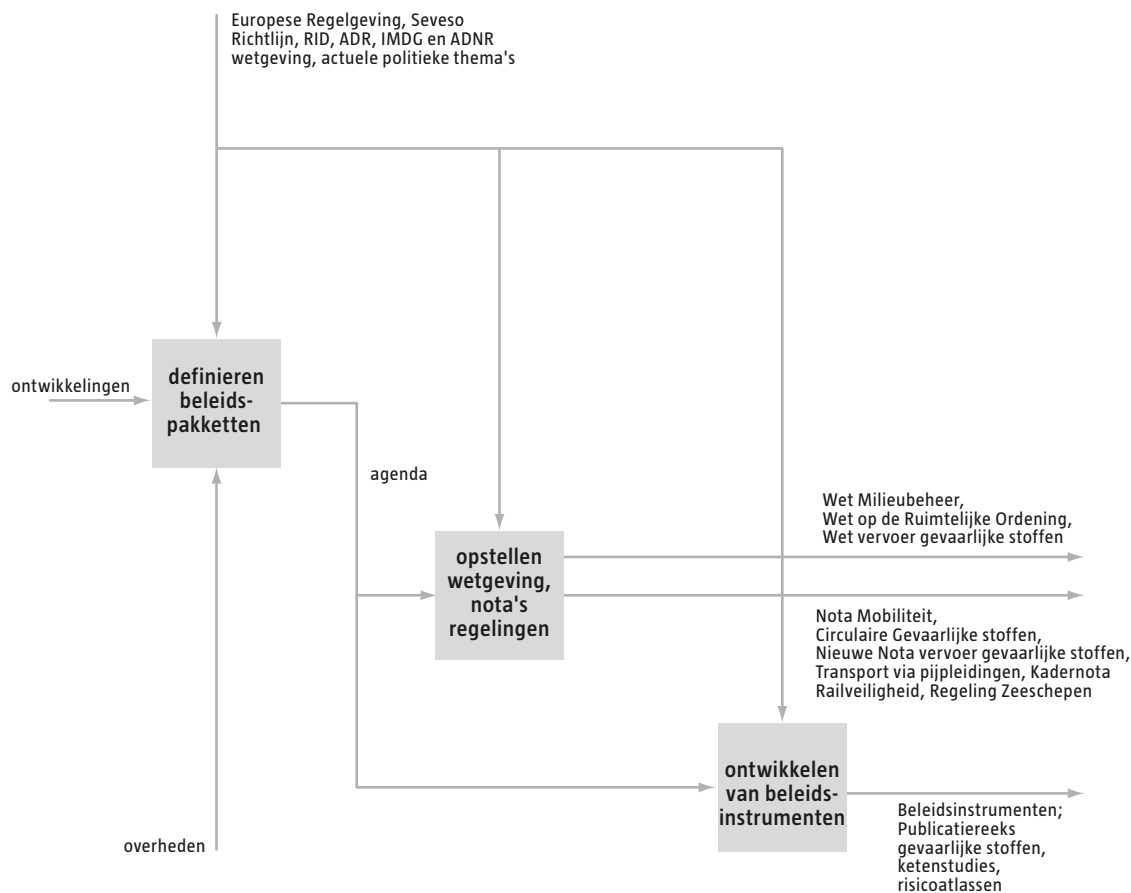 Europese Regelgeving, Seveso
Richtlijn, RID, ADR, IMDG en ADNR
wetgeving, actuele politieke thema's
ontwikkelingen
definieren
beleids-
pakketten
agenda
Wet Milieubeheer,
Wet op de Ruimtelijke Ordening,
Wet vervoer gevaarlijke stoffen
opstellen
wetgeving,
nota's
regelingen
Nota Mobiliteit,
Circulaire Gevaarlijke stoffen,
Nieuwe Nota vervoer gevaarlijke stoffen,
Transport via pijpleidingen, Kadernota
Railveiligheid, Regeling Zeeschepen
ontwikkelen
van beleids-
instrumenten
overheden
Beleidsinstrumenten;
Publicatiereeks
gevaarlijke stoffen,
ketenstudies,
risicoatlassen